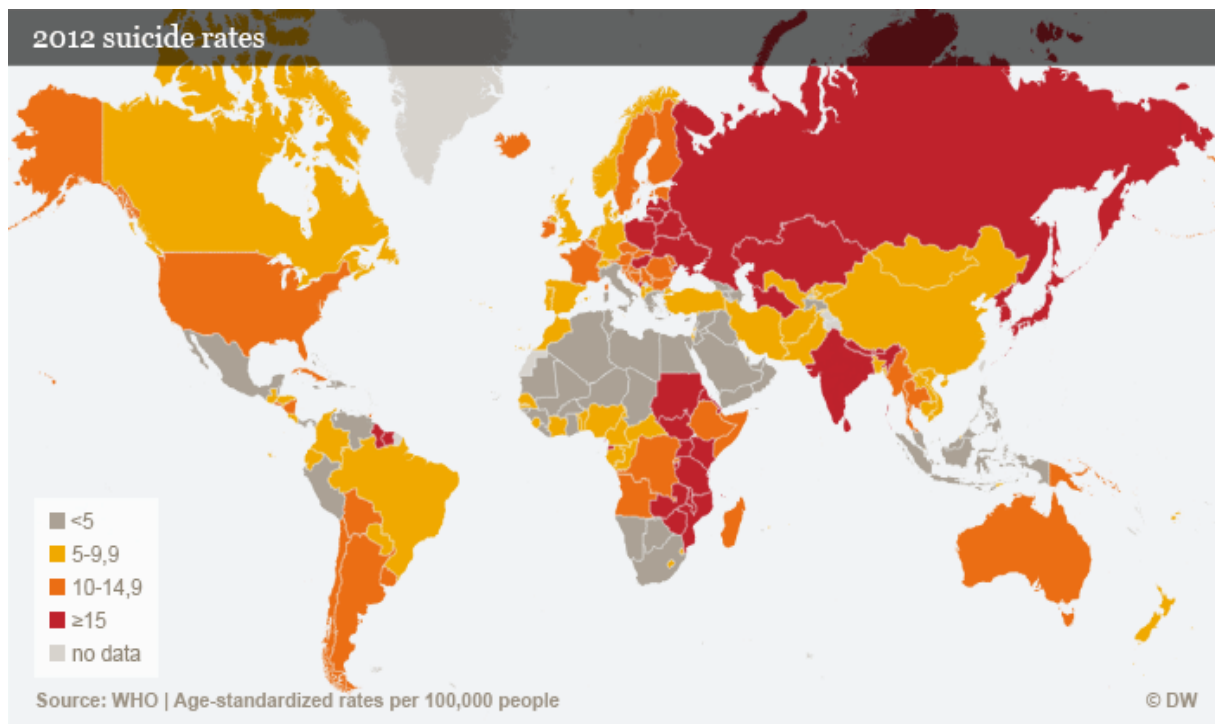 2012 suicide rates
<5
5-9,9
10-14,9
≥15
no data
Source: WHO | Age-standardized rates per 100,000 people
© DW